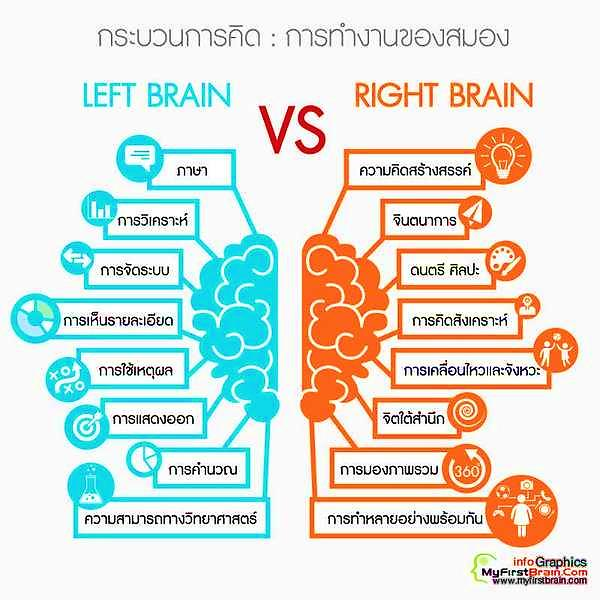 กระบวนการคิด : การทำงานของสมอง
LEFT BRAIN
VS
RIGHT BRAIN
ภาษา
การวิเคราะห์
การจัดระบบ
การเห็นรายละเอียด
การใช้เหตุผล
การแสดงออก
การคำนวณ
ความสามารถทางวิทยาศาสตร์
ความคิดสร้างสรรค์
จินตนาการ
ดนตรี ศิลปะ
การคิดสังเคราะห์
การเคลื่อนไหวและจังหวะ
จิตใต้สำนึก
การมองภาพรวม
360°
การทำหลายอย่างพร้อมกัน
infoGraphics
MyFirstBrain.Com
www.myfirstbrain.com